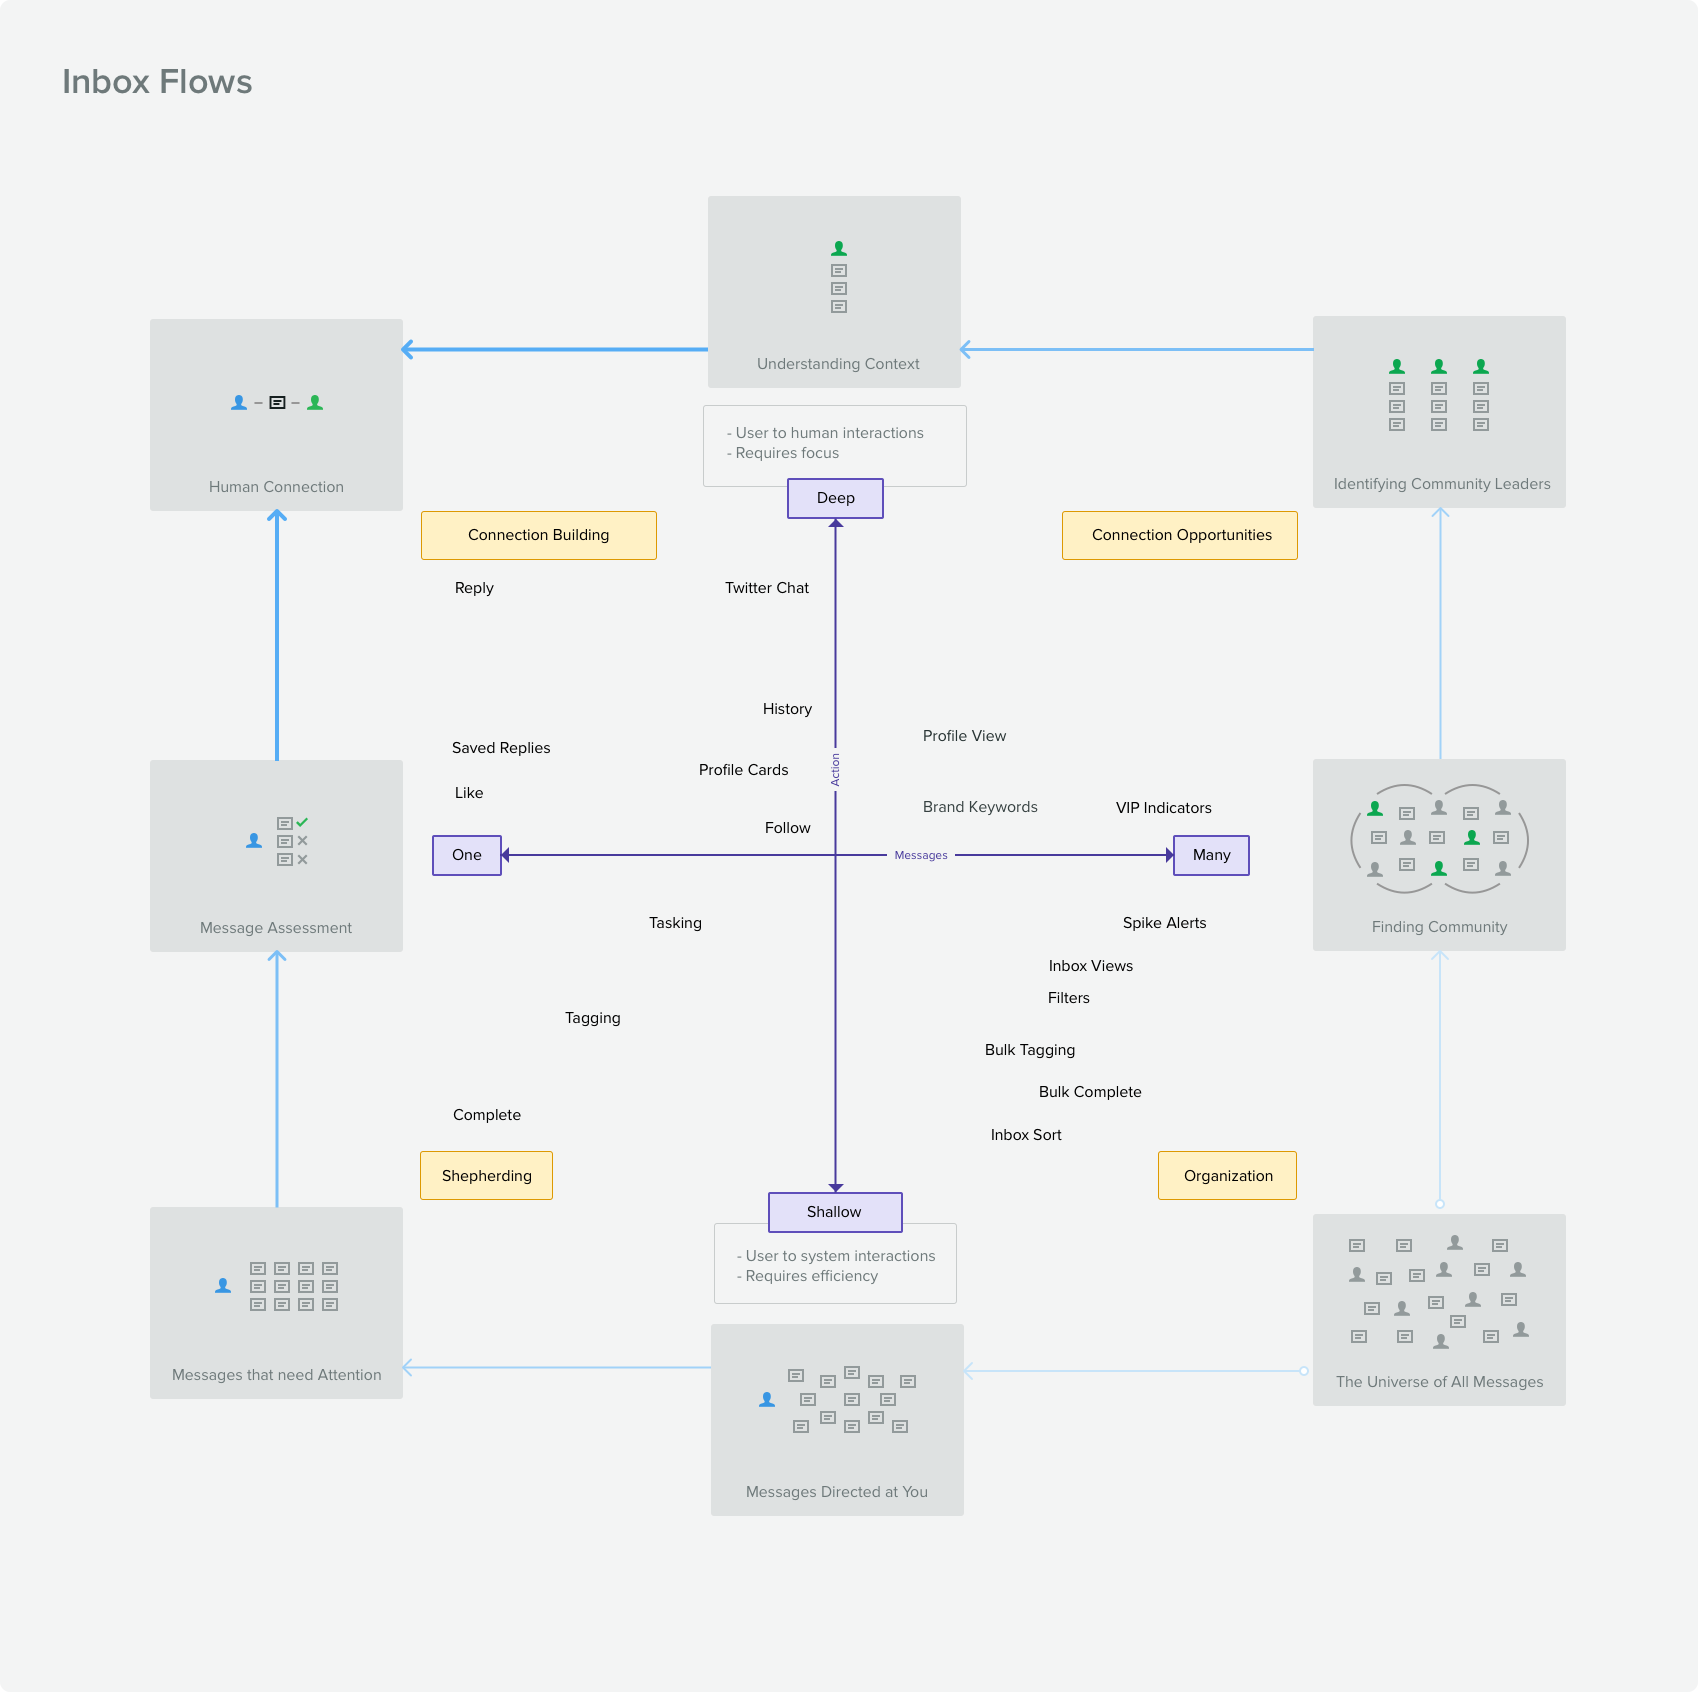 Inbox Flows
Understanding Context
Human Connection
Identifying Community Leaders
- User to human interactions
- Requires focus
Deep
Connection Building
Connection Opportunities
Reply
Twitter Chat
History
Profile View
Saved Replies
Profile Cards
Action
Like
Brand Keywords
VIP Indicators
Follow
One
Messages
Many
Message Assessment
Finding Community
Tasking
Spike Alerts
Inbox Views
Filters
Tagging
Bulk Tagging
Bulk Complete
Complete
Inbox Sort
Shepherding
Organization
Shallow
- User to system interactions
- Requires efficiency
Messages that need Attention
The Universe of All Messages
Messages Directed at You